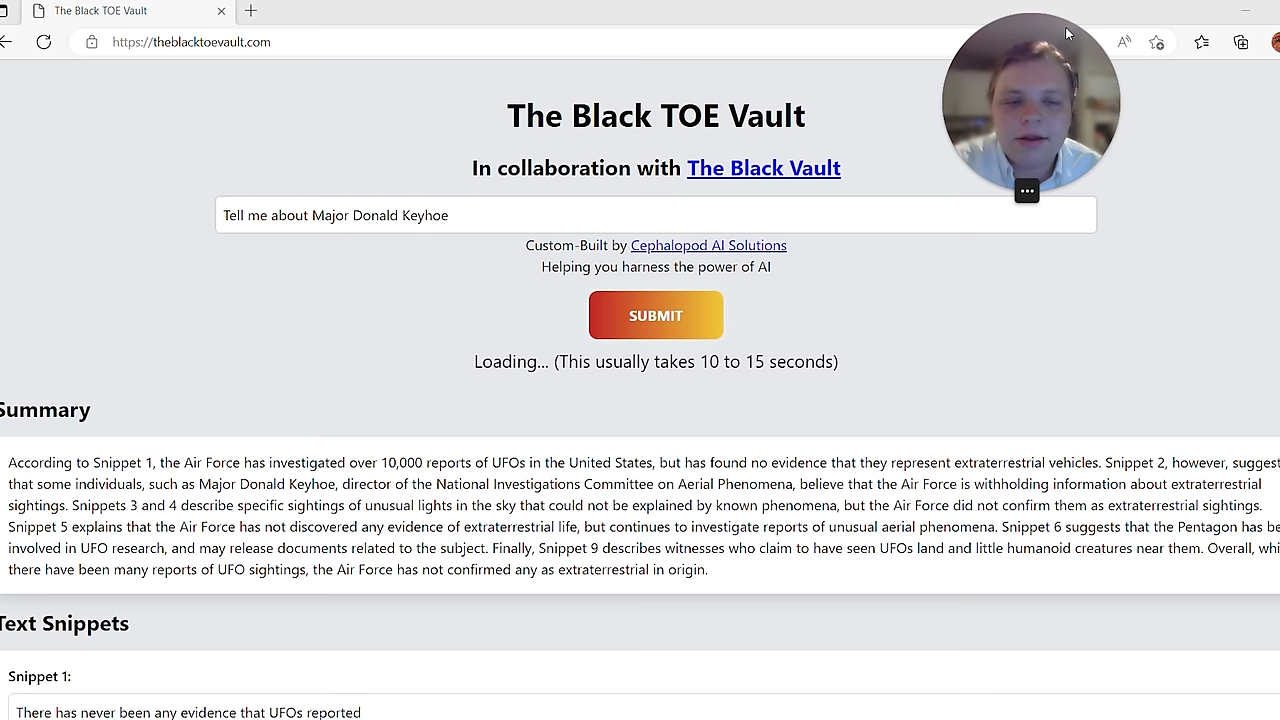 The Black TOE Vault
https://theblacktoevault.com
The Black TOE Vault
In collaboration with The Black Vault
Tell me about Major Donald Keyhoe
Custom-Built by Cephalopod AI Solutions
Helping you harness the power of AI
SUBMIT
Loading... (This usually takes 10 to 15 seconds)
Summary
According to Snippet 1, the Air Force has investigated over 10,000 reports of UFOs in the United States, but has found no evidence that they represent extraterrestrial vehicles. Snippet 2, however, suggest
that some individuals, such as Major Donald Keyhoe, director of the National Investigations Committee on Aerial Phenomena, believe that the Air Force is withholding information about extraterrestrial
sightings. Snippets 3 and 4 describe specific sightings of unusual lights in the sky that could not be explained by known phenomena, but the Air Force did not confirm them as extraterrestrial sightings.
Snippet 5 explains that the Air Force has not discovered any evidence of extraterrestrial life, but continues to investigate reports of unusual aerial phenomena. Snippet 6 suggests that the Pentagon has be
involved in UFO research, and may release documents related to the subject. Finally, Snippet 9 describes witnesses who claim to have seen UFOs land and little humanoid creatures near them. Overall, whi
there have been many reports of UFO sightings, the Air Force has not confirmed any as extraterrestrial in origin.
Text Snippets
Snippet 1:
There has never been any evidence that UFOs reported